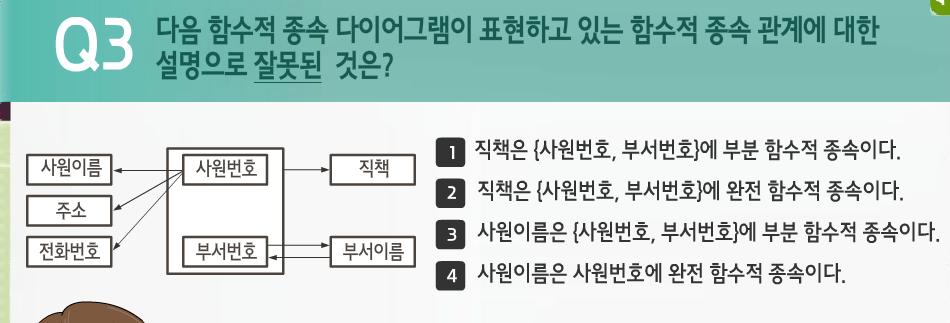 Q3
다음 함수적 종속 다이어그램이 표현하고 있는 함수적 종속 관계에 대한
설명으로 잘못된 것은?
사원이름
주소
전화번호
사원번호
부서번호
직책
부서이름
1 직책은 {사원번호, 부서번호}에 부분 함수적 종속이다.
2 직책은 {사원번호, 부서번호}에 완전 함수적 종속이다.
3 사원이름은 {사원번호, 부서번호}에 부분 함수적 종속이다.
4 사원이름은 사원번호에 완전 함수적 종속이다.